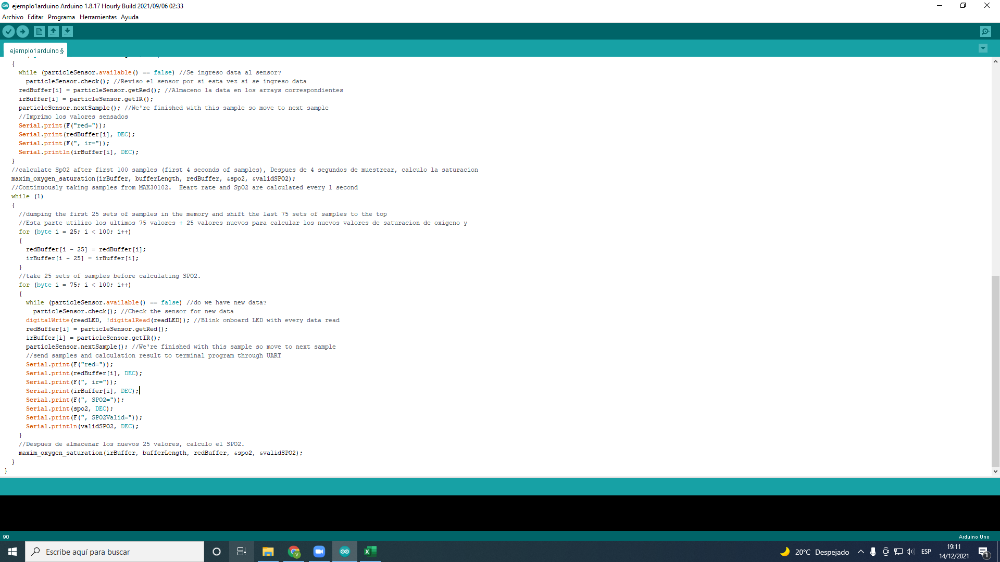 ejemplo1arduino Arduino 1.8.17 Hourly Build 2021/09/06 02:33
Archivo Editar Programa Herramientas Ayuda
ejemplo1arduino §
{
while (particleSensor.available() == false) //Se ingreso data al sensor?
particleSensor.check(); //Reviso el sensor por si esta vez si se ingreso data
redBuffer[i] = particleSensor.getRed(); //Almaceno la data en los arrays correspondientes
irBuffer[i] = particleSensor.getIR();
particleSensor.nextSample(); //We're finished with this sample so move to next sample
//Imprimo los valores sensados
Serial.print(F("red="));
Serial.print(redBuffer[i], DEC);
Serial.print(F(", ir="));
Serial.println(irBuffer[i], DEC);
}
//calculate SpO2 after first 100 samples (first 4 seconds of samples), Despues de 4 segundos de muestrear, calculo la saturacion
maxim_oxygen_saturation(irBuffer, bufferLength, redBuffer, &spo2, &validSPO2);
//Continuously taking samples from MAX30102.  Heart rate and SpO2 are calculated every 1 second
while (1)
{
//dumping the first 25 sets of samples in the memory and shift the last 75 sets of samples to the top
//Esta parte utilizo los ultimos 75 valores + 25 valores nuevos para calcular los nuevos valores de saturacion de oxigeno y
for (byte i = 25; i < 100; i++)
{
redBuffer[i - 25] = redBuffer[i];
irBuffer[i - 25] = irBuffer[i];
}
//take 25 sets of samples before calculating SPO2.
for (byte i = 75; i < 100; i++)
{
while (particleSensor.available() == false) //do we have new data?
particleSensor.check(); //Check the sensor for new data
digitalWrite(readLED, !digitalRead(readLED)); //Blink onboard LED with every data read
redBuffer[i] = particleSensor.getRed();
irBuffer[i] = particleSensor.getIR();
particleSensor.nextSample(); //We're finished with this sample so move to next sample
//send samples and calculation result to terminal program through UART
Serial.print(F("red="));
Serial.print(redBuffer[i], DEC);
Serial.print(F(", ir="));
Serial.print(irBuffer[i], DEC);
Serial.print(F(", SPO2="));
Serial.print(spo2, DEC);
Serial.print(F(", SPO2Valid="));
Serial.println(validSPO2, DEC);
}
//Despues de almacenar los nuevos 25 valores, calculo el SPO2.
maxim_oxygen_saturation(irBuffer, bufferLength, redBuffer, &spo2, &validSPO2);
}
}
90
Arduino Uno
Escribe aquí para buscar
20°C Despejado
ESP
19:11
14/12/2021
1